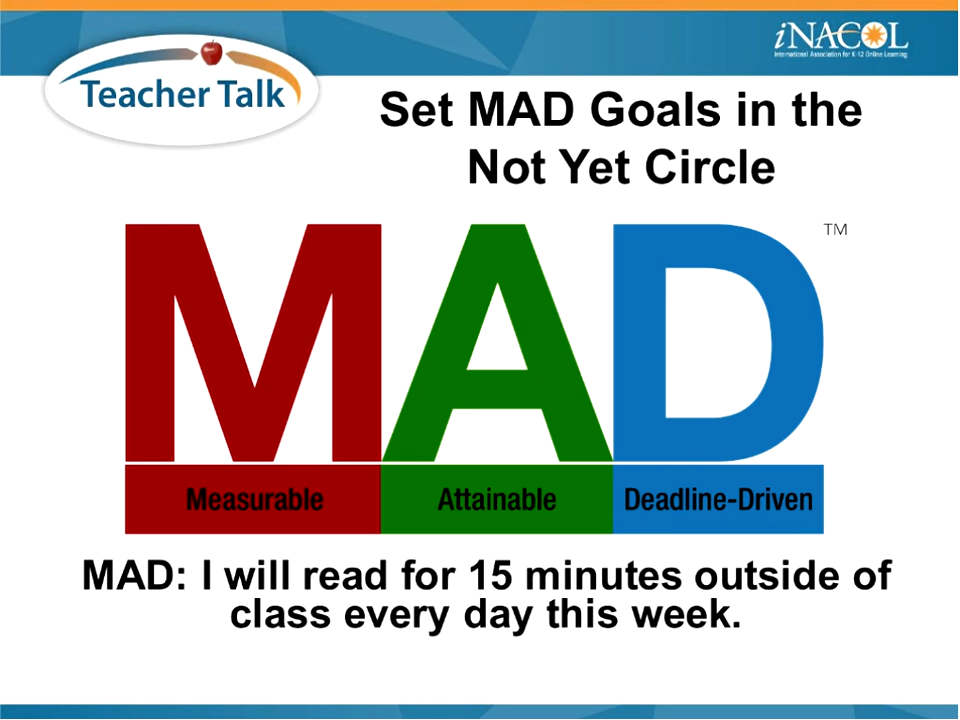 iNACOL
International Association for K-12 Online Learning
Teacher Talk
Set MAD Goals in the
Not Yet Circle
MAD TM
Measurable Attainable Deadline-Driven
MAD: I will read for 15 minutes outside of
class every day this week.